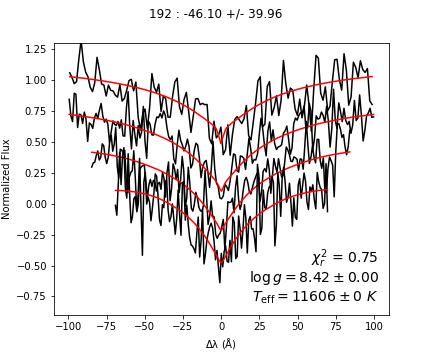 192 : -46.10 +/- 39.96
1.25
1.00
0.75
0.50
0.25
0.00
−0.25
−0.50
−0.75
Normalized Flux
χ²ᵣ = 0.75
log g = 8.42 ± 0.00
T_eff = 11606 ± 0 K
−100 −75 −50 −25 0 25 50 75 100
Δλ (Å)